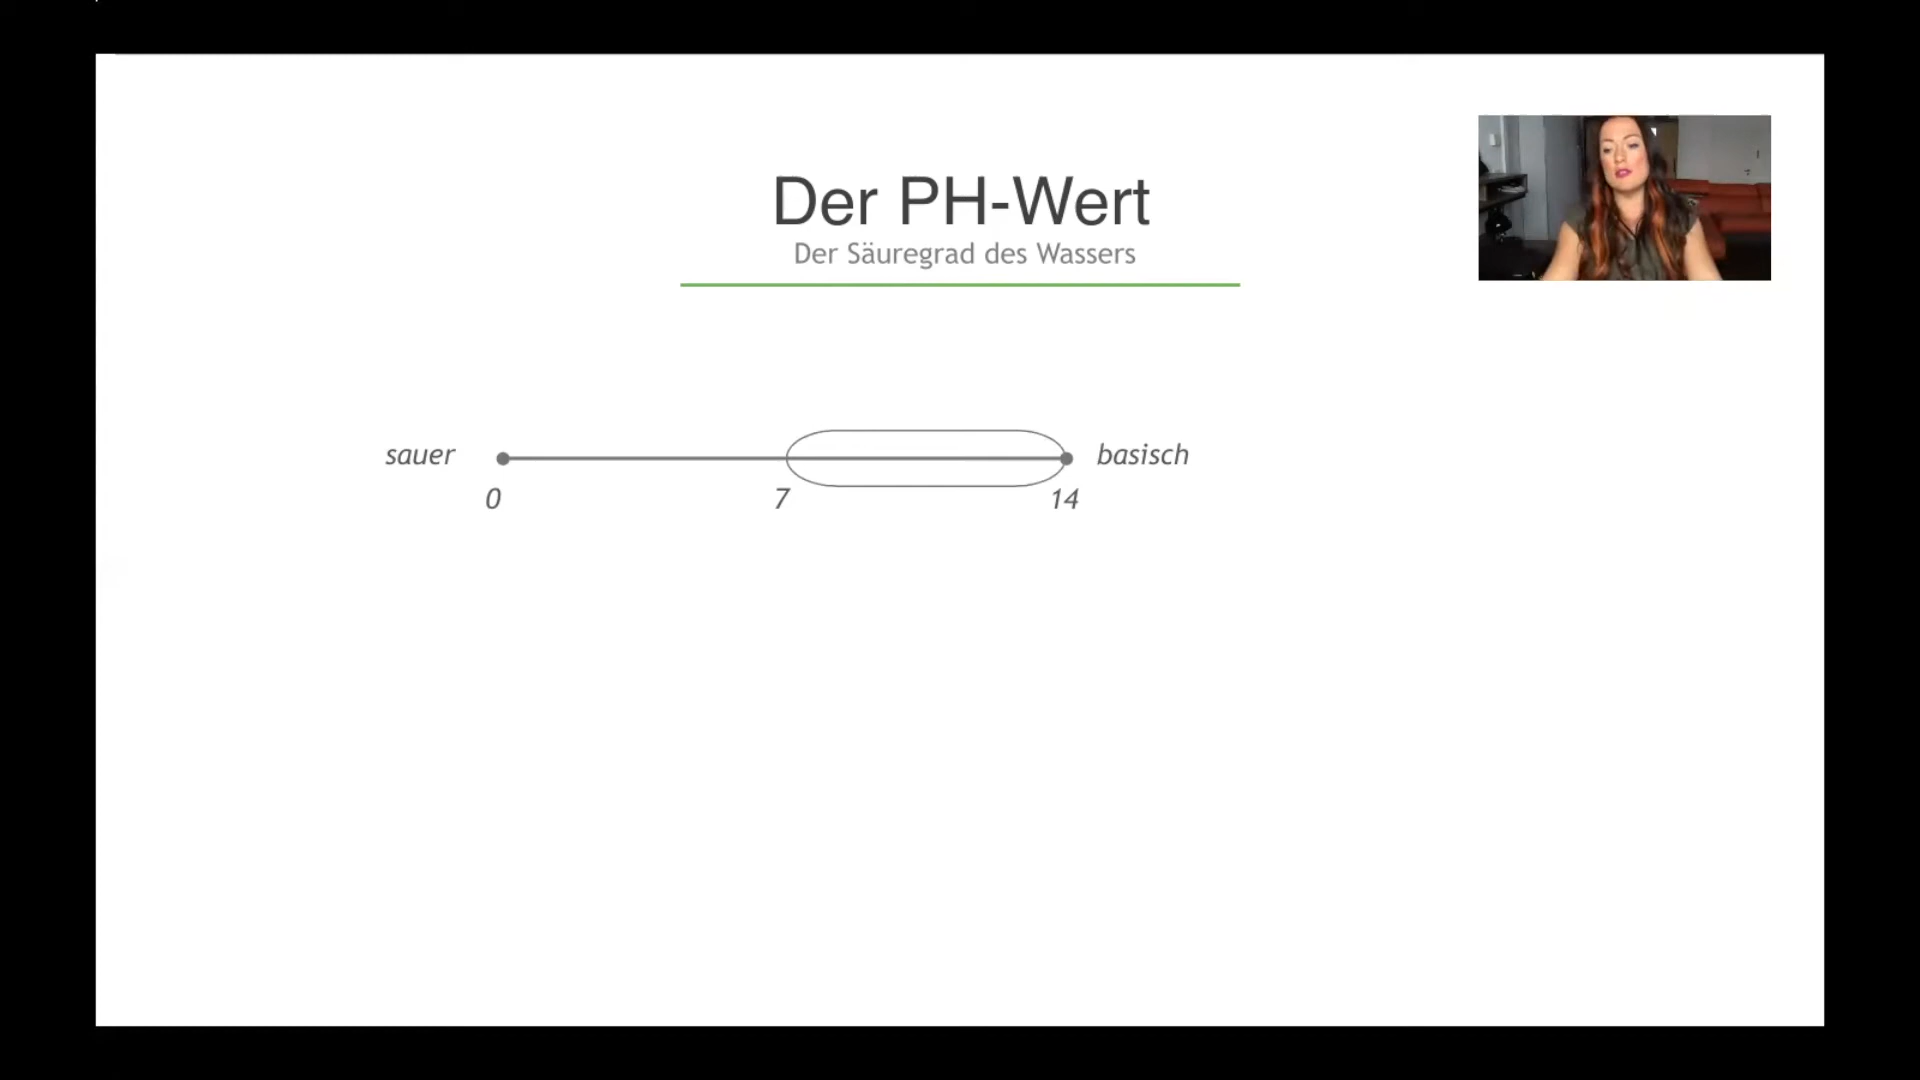 Der PH-Wert
Der Säuregrad des Wassers
sauer
basisch
0
7
14